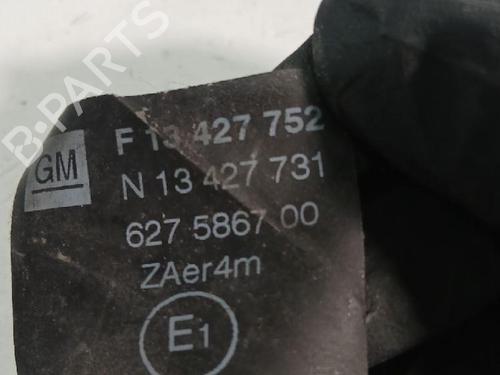 B-PARTS
GM
F 13 427 752
N 13 427 731
627 5867 00
ZAer4m
E1